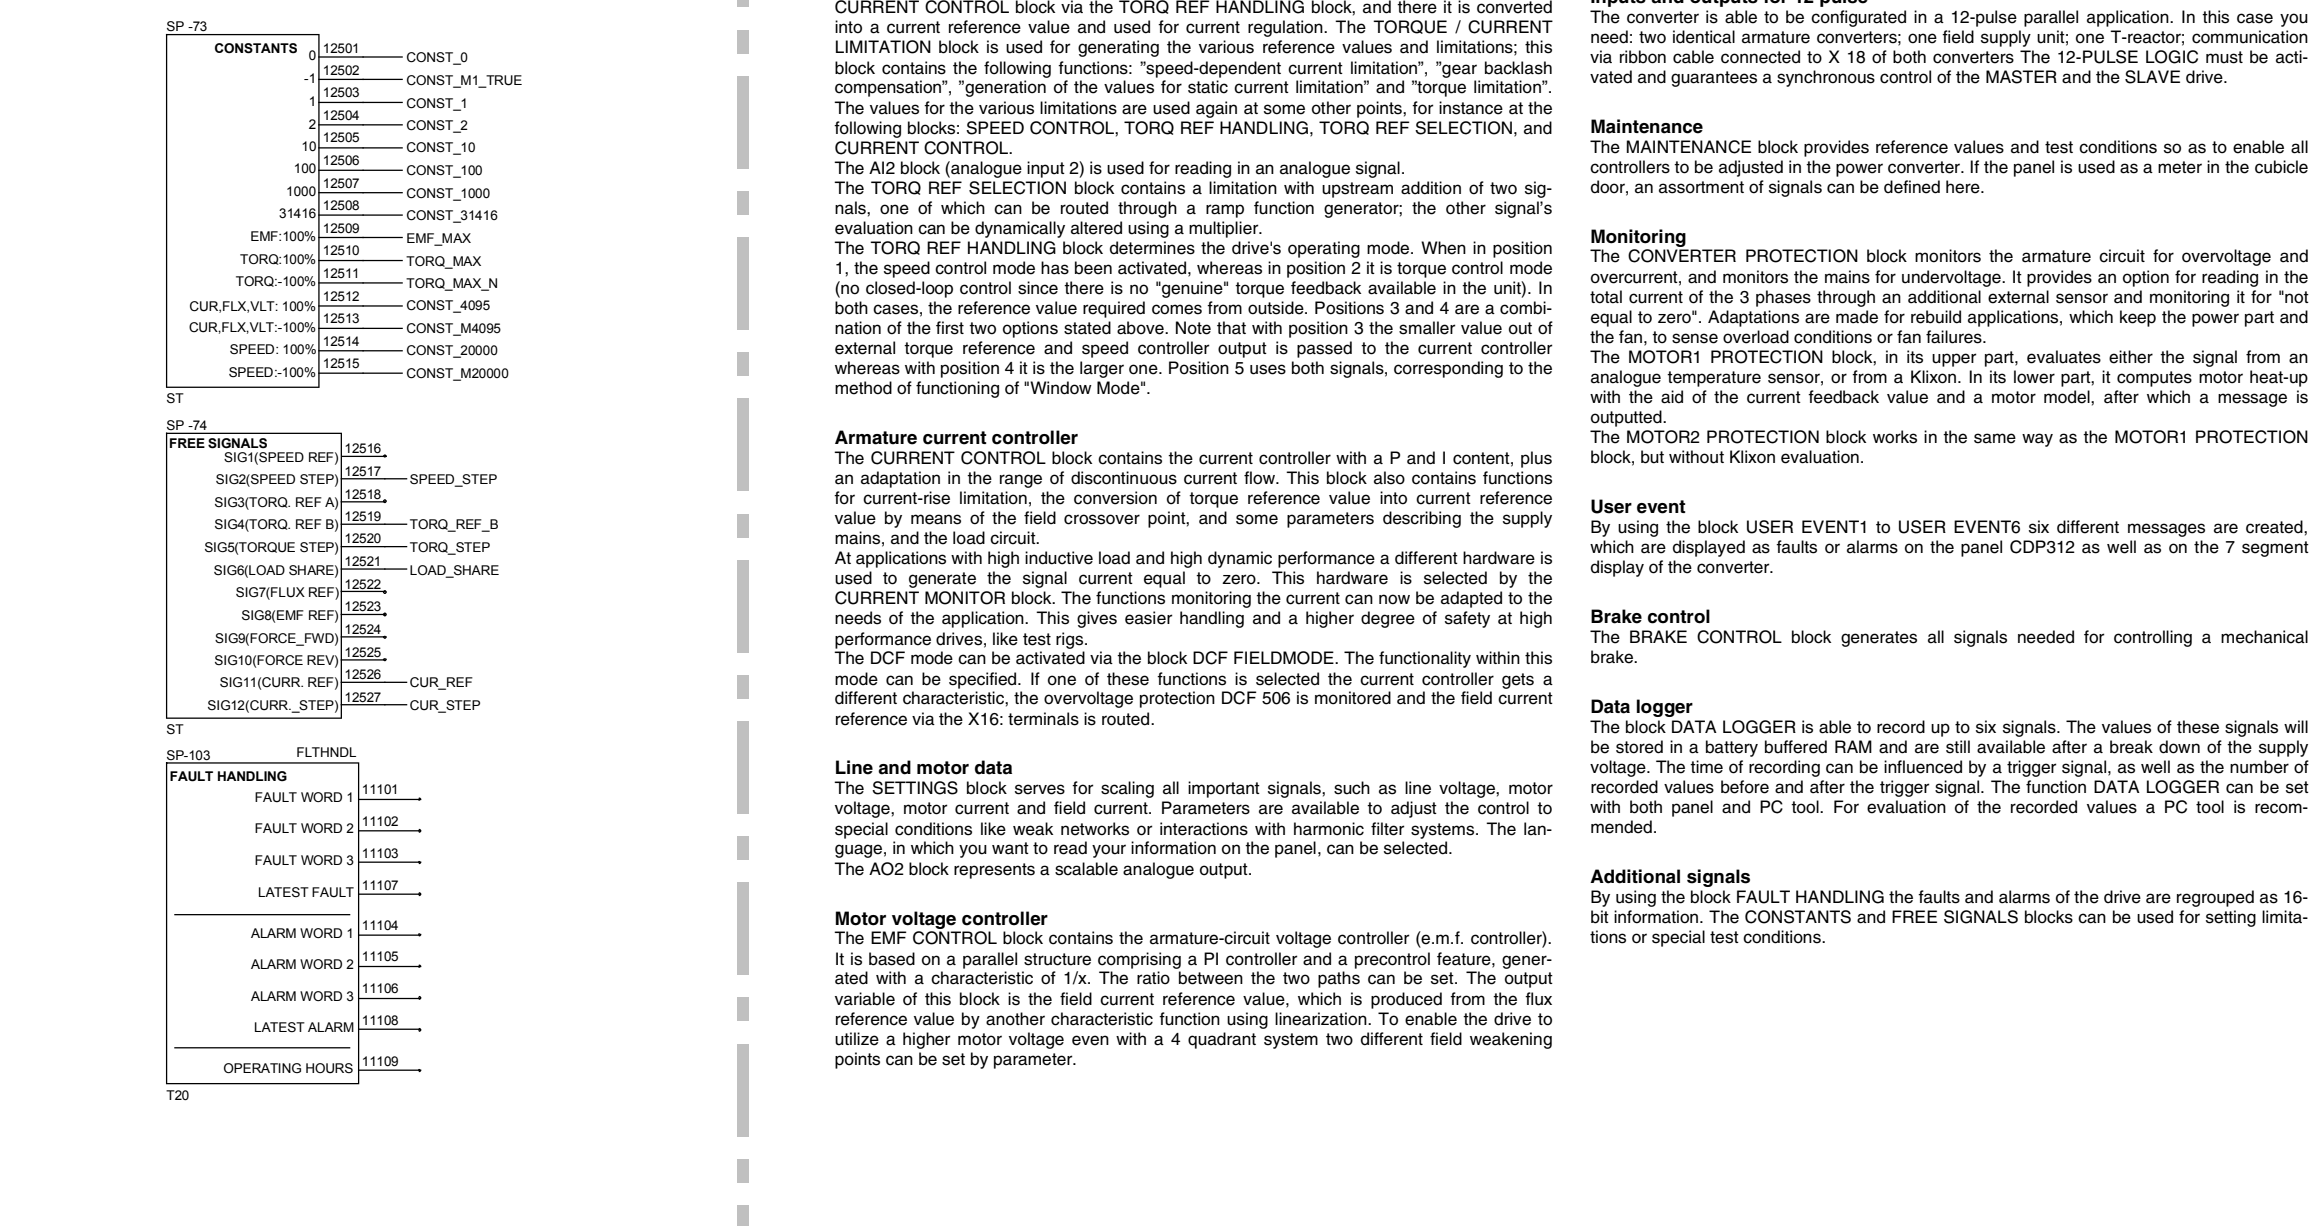 SP -73
CONSTANTS
0 12501 CONST_0
-1 12502 CONST_M1_TRUE
1 12503 CONST_1
2 12504 CONST_2
10 12505 CONST_10
100 12506 CONST_100
1000 12507 CONST_1000
31416 12508 CONST_31416
EMF:100% 12509 EMF_MAX
TORQ:100% 12510 TORQ_MAX
TORQ:-100% 12511 TORQ_MAX_N
CUR,FLX,VLT: 100% 12512 CONST_4095
CUR,FLX,VLT:-100% 12513 CONST_M4095
SPEED: 100% 12514 CONST_20000
SPEED:-100% 12515 CONST_M20000
ST
SP -74
FREE SIGNALS
SIG1(SPEED REF) 12516
SIG2(SPEED STEP) 12517 SPEED_STEP
SIG3(TORQ. REF A) 12518
SIG4(TORQ. REF B) 12519 TORQ_REF_B
SIG5(TORQUE STEP) 12520 TORQ_STEP
SIG6(LOAD SHARE) 12521 LOAD_SHARE
SIG7(FLUX REF) 12522
SIG8(EMF REF) 12523
SIG9(FORCE_FWD) 12524
SIG10(FORCE REV) 12525
SIG11(CURR. REF) 12526 CUR_REF
SIG12(CURR._STEP) 12527 CUR_STEP
ST
SP-103 FLTHNDL
FAULT HANDLING
FAULT WORD 1 11101
FAULT WORD 2 11102
FAULT WORD 3 11103
LATEST FAULT 11107
ALARM WORD 1 11104
ALARM WORD 2 11105
ALARM WORD 3 11106
LATEST ALARM 11108
OPERATING HOURS 11109
T20
CURRENT CONTROL block via the TORQ REF HANDLING block, and there it is converted
into a current reference value and used for current regulation. The TORQUE / CURRENT
LIMITATION block is used for generating the various reference values and limitations; this
block contains the following functions: ”speed-dependent current limitation”, ”gear backlash
compensation”, ”generation of the values for static current limitation” and ”torque limitation”.
The values for the various limitations are used again at some other points, for instance at the
following blocks: SPEED CONTROL, TORQ REF HANDLING, TORQ REF SELECTION, and
CURRENT CONTROL.
The AI2 block (analogue input 2) is used for reading in an analogue signal.
The TORQ REF SELECTION block contains a limitation with upstream addition of two sig-
nals, one of which can be routed through a ramp function generator; the other signal’s
evaluation can be dynamically altered using a multiplier.
The TORQ REF HANDLING block determines the drive's operating mode. When in position
1, the speed control mode has been activated, whereas in position 2 it is torque control mode
(no closed-loop control since there is no "genuine" torque feedback available in the unit). In
both cases, the reference value required comes from outside. Positions 3 and 4 are a combi-
nation of the first two options stated above. Note that with position 3 the smaller value out of
external torque reference and speed controller output is passed to the current controller
whereas with position 4 it is the larger one. Position 5 uses both signals, corresponding to the
method of functioning of "Window Mode".
Armature current controller
The CURRENT CONTROL block contains the current controller with a P and I content, plus
an adaptation in the range of discontinuous current flow. This block also contains functions
for current-rise limitation, the conversion of torque reference value into current reference
value by means of the field crossover point, and some parameters describing the supply
mains, and the load circuit.
At applications with high inductive load and high dynamic performance a different hardware is
used to generate the signal current equal to zero. This hardware is selected by the
CURRENT MONITOR block. The functions monitoring the current can now be adapted to the
needs of the application. This gives easier handling and a higher degree of safety at high
performance drives, like test rigs.
The DCF mode can be activated via the block DCF FIELDMODE. The functionality within this
mode can be specified. If one of these functions is selected the current controller gets a
different characteristic, the overvoltage protection DCF 506 is monitored and the field current
reference via the X16: terminals is routed.
Line and motor data
The SETTINGS block serves for scaling all important signals, such as line voltage, motor
voltage, motor current and field current. Parameters are available to adjust the control to
special conditions like weak networks or interactions with harmonic filter systems. The lan-
guage, in which you want to read your information on the panel, can be selected.
The AO2 block represents a scalable analogue output.
Motor voltage controller
The EMF CONTROL block contains the armature-circuit voltage controller (e.m.f. controller).
It is based on a parallel structure comprising a PI controller and a precontrol feature, gener-
ated with a characteristic of 1/x. The ratio between the two paths can be set. The output
variable of this block is the field current reference value, which is produced from the flux
reference value by another characteristic function using linearization. To enable the drive to
utilize a higher motor voltage even with a 4 quadrant system two different field weakening
points can be set by parameter.
Inputs and outputs for 12 pulse
The converter is able to be configurated in a 12-pulse parallel application. In this case you
need: two identical armature converters; one field supply unit; one T-reactor; communication
via ribbon cable connected to X 18 of both converters The 12-PULSE LOGIC must be acti-
vated and guarantees a synchronous control of the MASTER and the SLAVE drive.
Maintenance
The MAINTENANCE block provides reference values and test conditions so as to enable all
controllers to be adjusted in the power converter. If the panel is used as a meter in the cubicle
door, an assortment of signals can be defined here.
Monitoring
The CONVERTER PROTECTION block monitors the armature circuit for overvoltage and
overcurrent, and monitors the mains for undervoltage. It provides an option for reading in the
total current of the 3 phases through an additional external sensor and monitoring it for "not
equal to zero". Adaptations are made for rebuild applications, which keep the power part and
the fan, to sense overload conditions or fan failures.
The MOTOR1 PROTECTION block, in its upper part, evaluates either the signal from an
analogue temperature sensor, or from a Klixon. In its lower part, it computes motor heat-up
with the aid of the current feedback value and a motor model, after which a message is
outputted.
The MOTOR2 PROTECTION block works in the same way as the MOTOR1 PROTECTION
block, but without Klixon evaluation.
User event
By using the block USER EVENT1 to USER EVENT6 six different messages are created,
which are displayed as faults or alarms on the panel CDP312 as well as on the 7 segment
display of the converter.
Brake control
The BRAKE CONTROL block generates all signals needed for controlling a mechanical
brake.
Data logger
The block DATA LOGGER is able to record up to six signals. The values of these signals will
be stored in a battery buffered RAM and are still available after a break down of the supply
voltage. The time of recording can be influenced by a trigger signal, as well as the number of
recorded values before and after the trigger signal. The function DATA LOGGER can be set
with both panel and PC tool. For evaluation of the recorded values a PC tool is recom-
mended.
Additional signals
By using the block FAULT HANDLING the faults and alarms of the drive are regrouped as 16-
bit information. The CONSTANTS and FREE SIGNALS blocks can be used for setting limita-
tions or special test conditions.